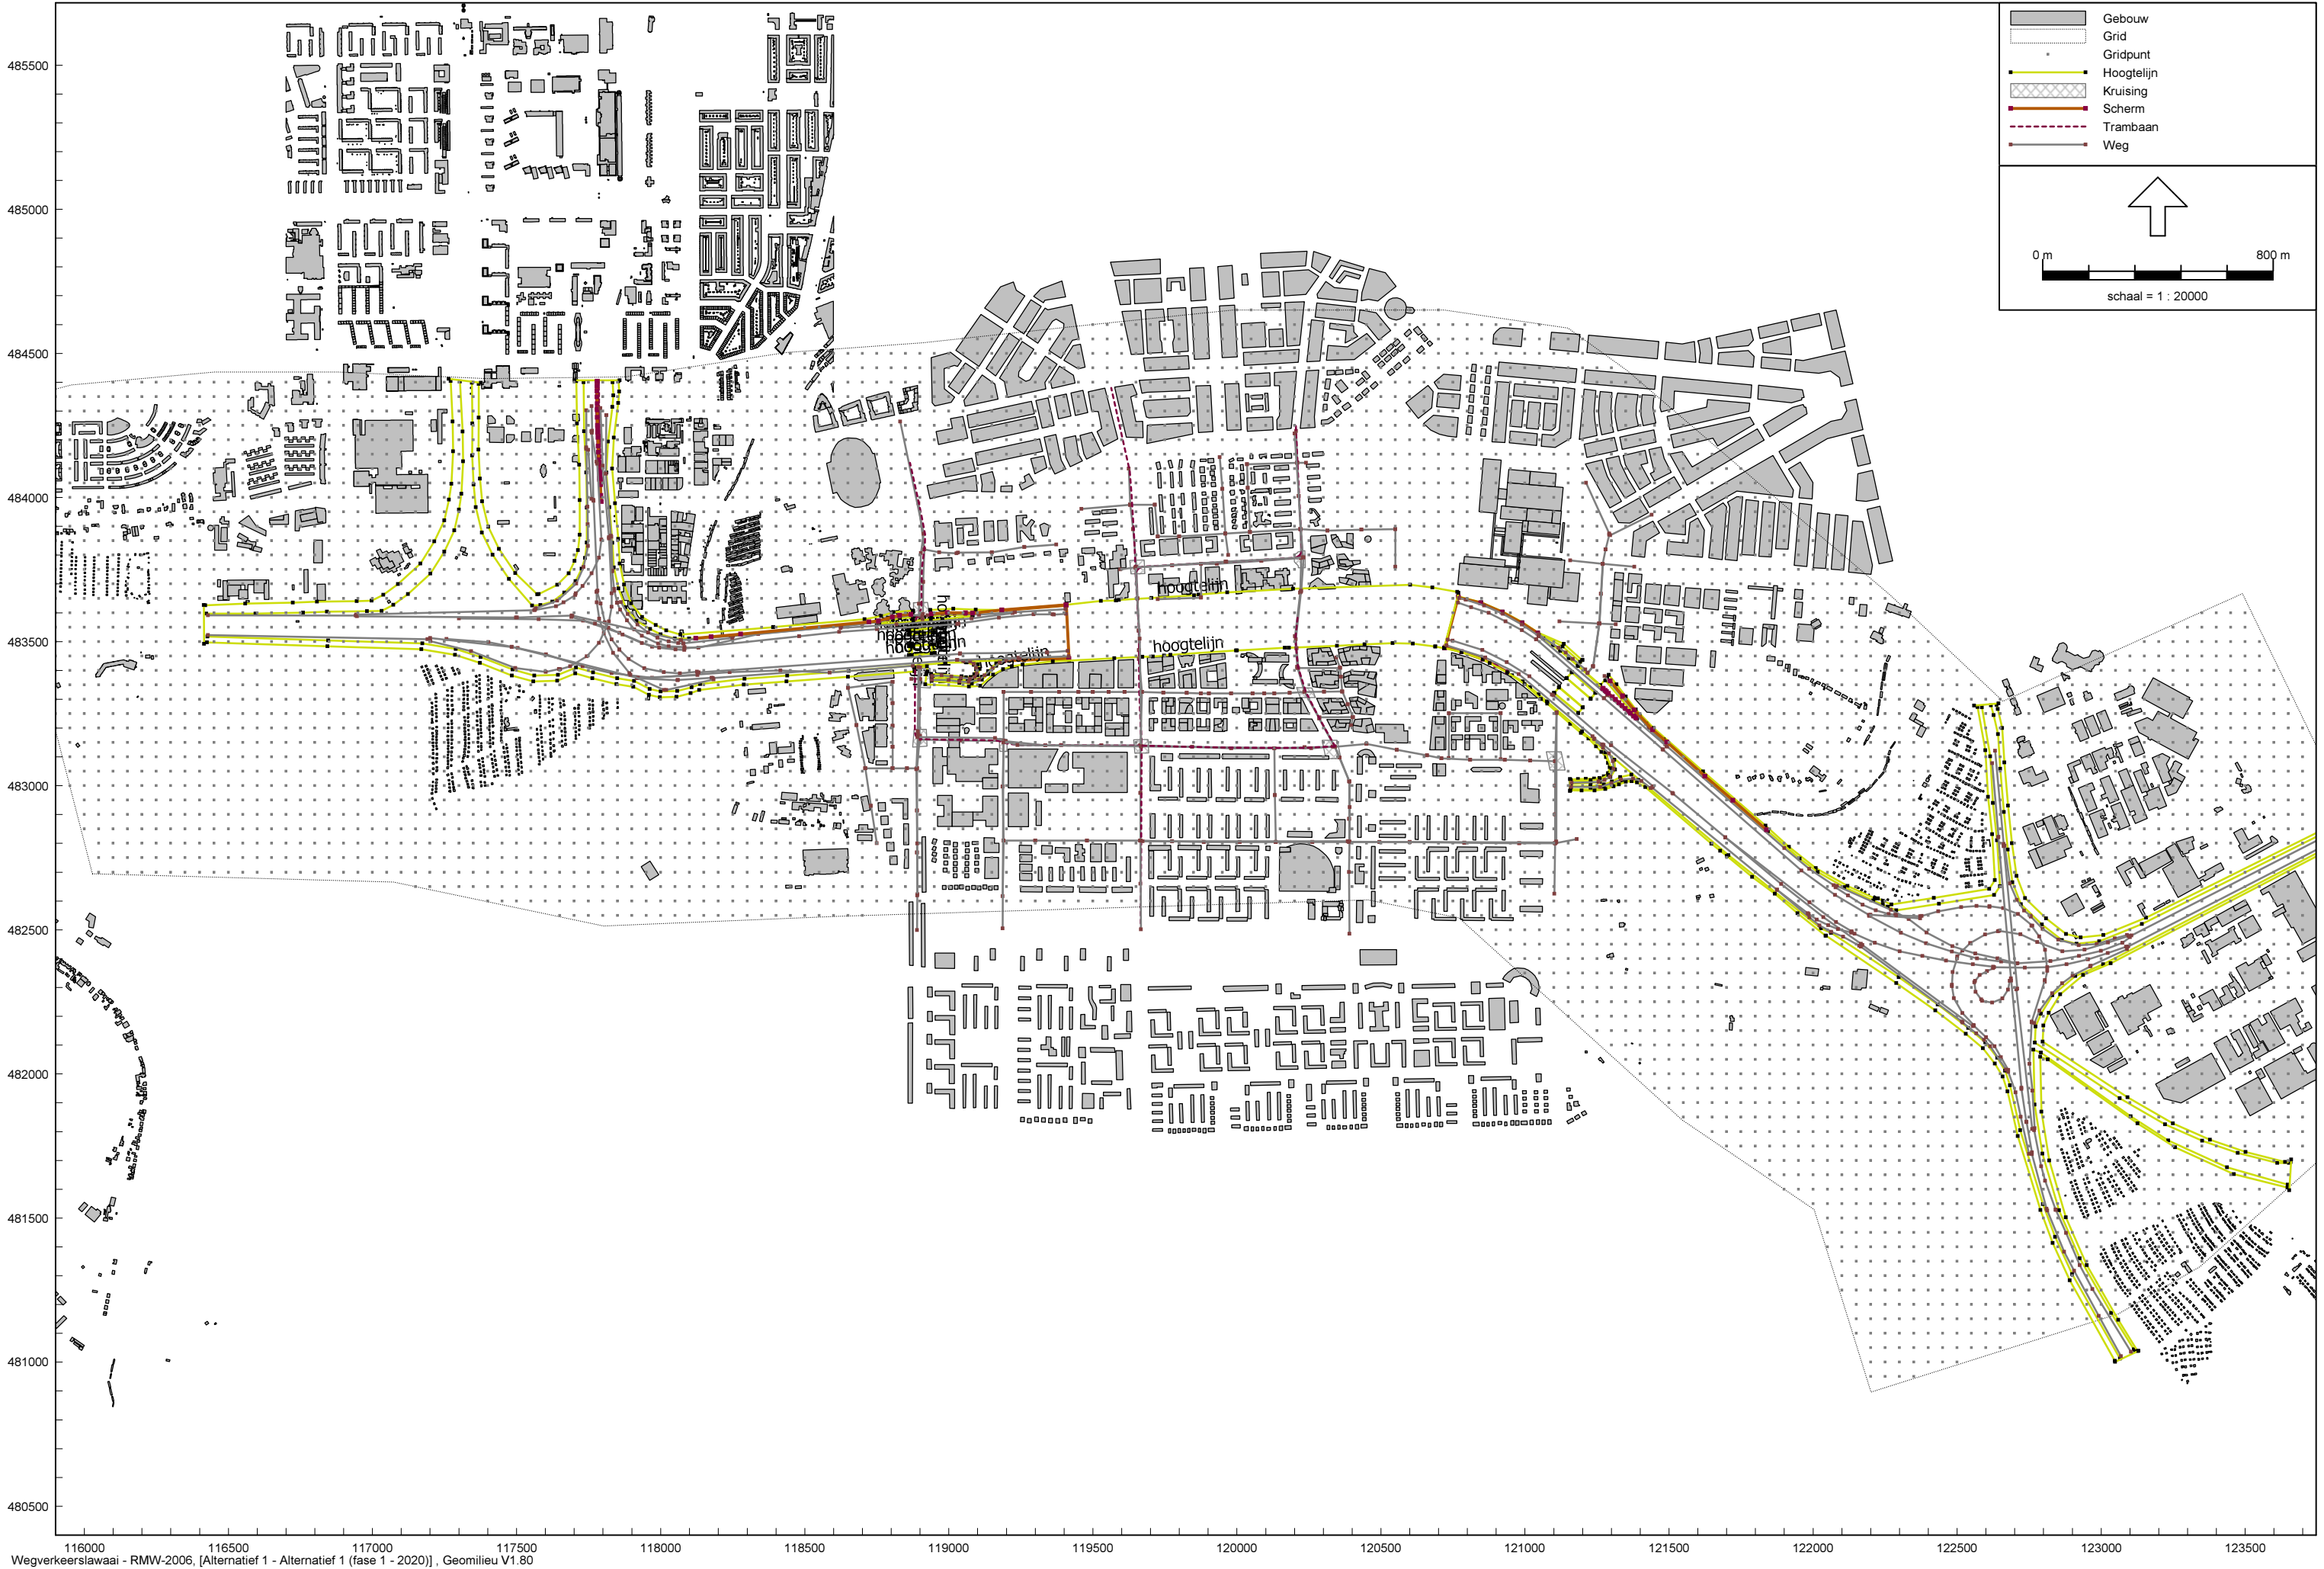 Gebouw
Grid
Gridpunt
Hoogtelijn
Kruising
Scherm
Trambaan
Weg
0 m
800 m
schaal = 1 : 20000
485500
485000
484500
484000
483500
483000
482500
482000
481500
481000
480500
hoogtelijn
hoogtelijn
hoogtelijn
116000
116500
117000
117500
118000
118500
119000
119500
120000
120500
121000
121500
122000
122500
123000
123500
Wegverkeerslawaai - RMW-2006, [Alternatief 1 - Alternatief 1 (fase 1 - 2020)] , Geomilieu V1.80